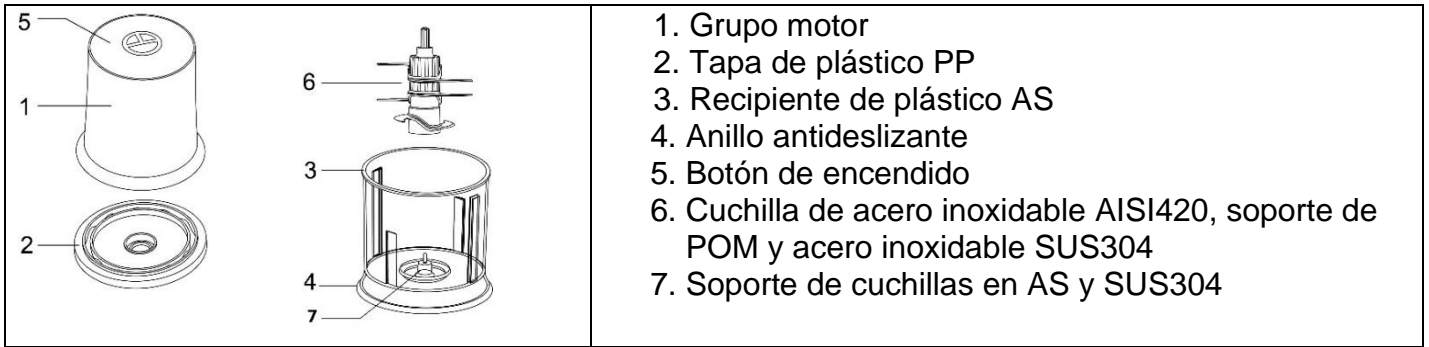 5
1
2
6
3
4
7
1. Grupo motor
2. Tapa de plástico PP
3. Recipiente de plástico AS
4. Anillo antideslizante
5. Botón de encendido
6. Cuchilla de acero inoxidable AISI420, soporte de
POM y acero inoxidable SUS304
7. Soporte de cuchillas en AS y SUS304